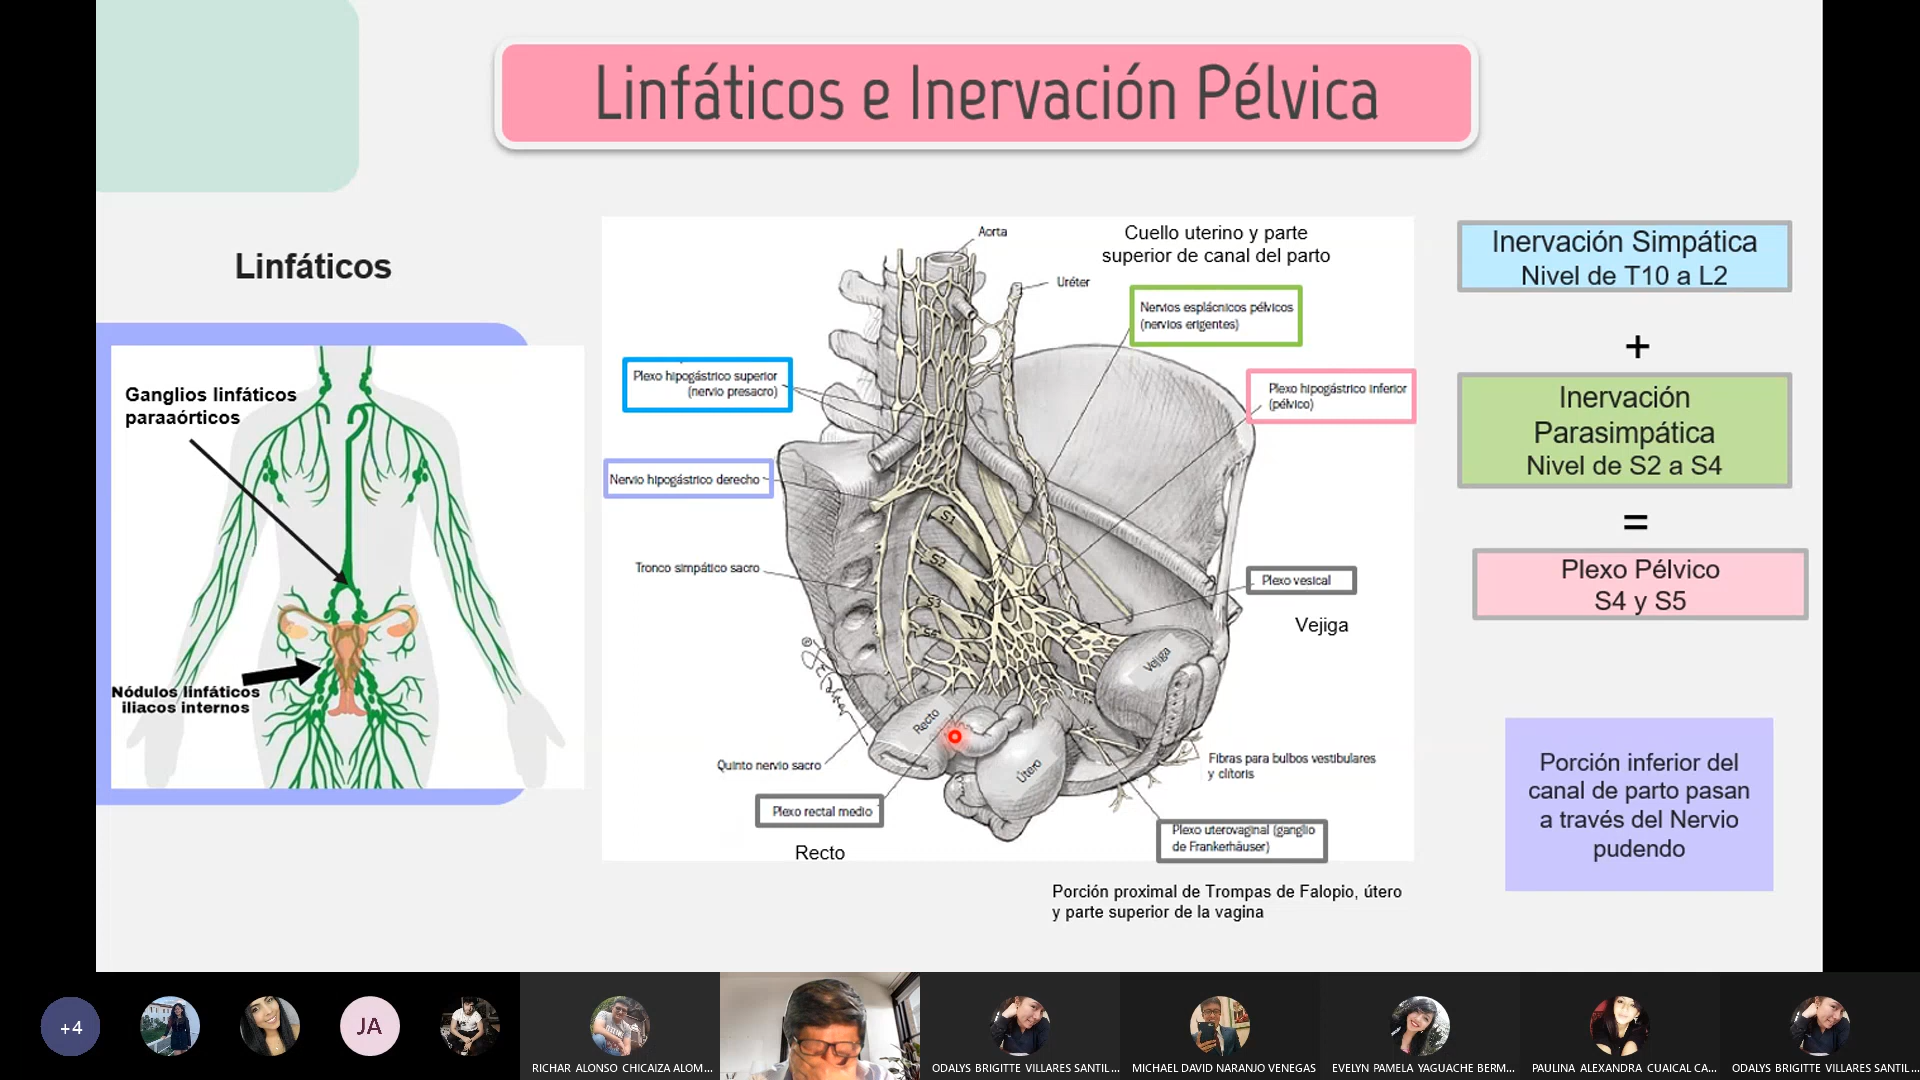 Linfáticos e Inervación Pélvica
Linfáticos
Ganglios linfáticos
paraaórticos
Nódulos linfáticos
iliacos internos
Aorta
Uréter
Cuello uterino y parte
superior de canal del parto
Nervios esplácnicos pélvicos
(nervios erigentes)
Plexo hipogástrico superior
(nervio presacro)
Plexo hipogástrico inferior
(pélvico)
Nervio hipogástrico derecho
S1
S2
S3
S4
Tronco simpático sacro
Plexo vesical
Vejiga
Vejiga
Recto
Útero
Quinto nervio sacro
Fibras para bulbos vestibulares
y clítoris
Plexo rectal medio
Recto
Plexo uterovaginal (ganglio
de Frankerhäuser)
Porción proximal de Trompas de Falopio, útero
y parte superior de la vagina
Inervación Simpática
Nivel de T10 a L2
+
Inervación
Parasimpática
Nivel de S2 a S4
=
Plexo Pélvico
S4 y S5
Porción inferior del
canal de parto pasan
a través del Nervio
pudendo
+4
JA
RICHAR ALONSO CHICAIZA ALOM...
ODALYS BRIGITTE VILLARES SANTIL...
MICHAEL DAVID NARANJO VENEGAS
EVELYN PAMELA YAGUACHE BERM...
PAULINA ALEXANDRA CUAICAL CA...
ODALYS BRIGITTE VILLARES SANTIL...